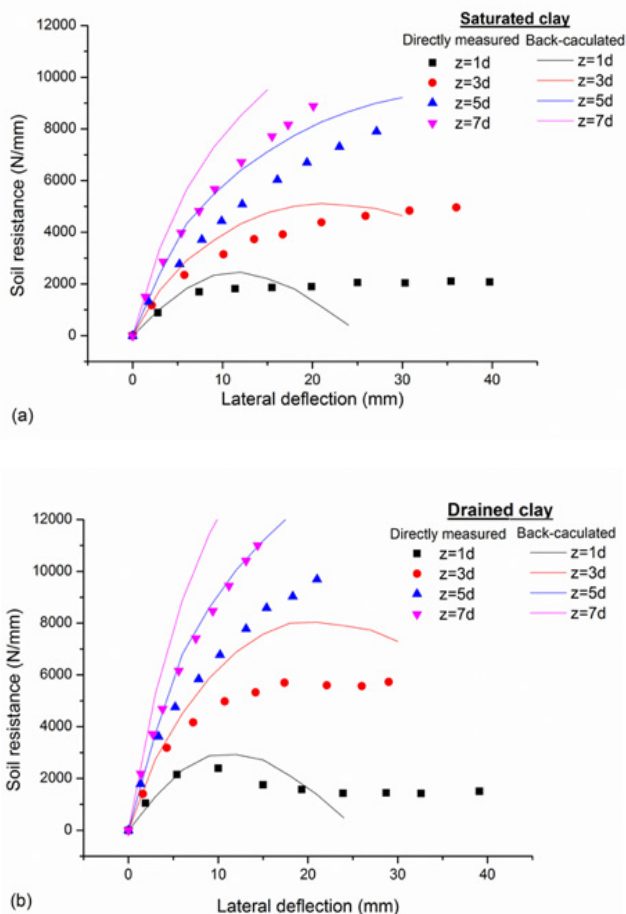 Saturated clay
Directly measured Back-caculated
z=1d z=1d
z=3d z=3d
z=5d z=5d
z=7d z=7d
12000
10000
8000
6000
4000
2000
0
Soil resistance (N/mm)
0 10 20 30 40
Lateral deflection (mm)
(a)
Drained clay
Directly measured Back-caculated
z=1d z=1d
z=3d z=3d
z=5d z=5d
z=7d z=7d
12000
10000
8000
6000
4000
2000
0
Soil resistance (N/mm)
0 10 20 30 40
Lateral deflection (mm)
(b)